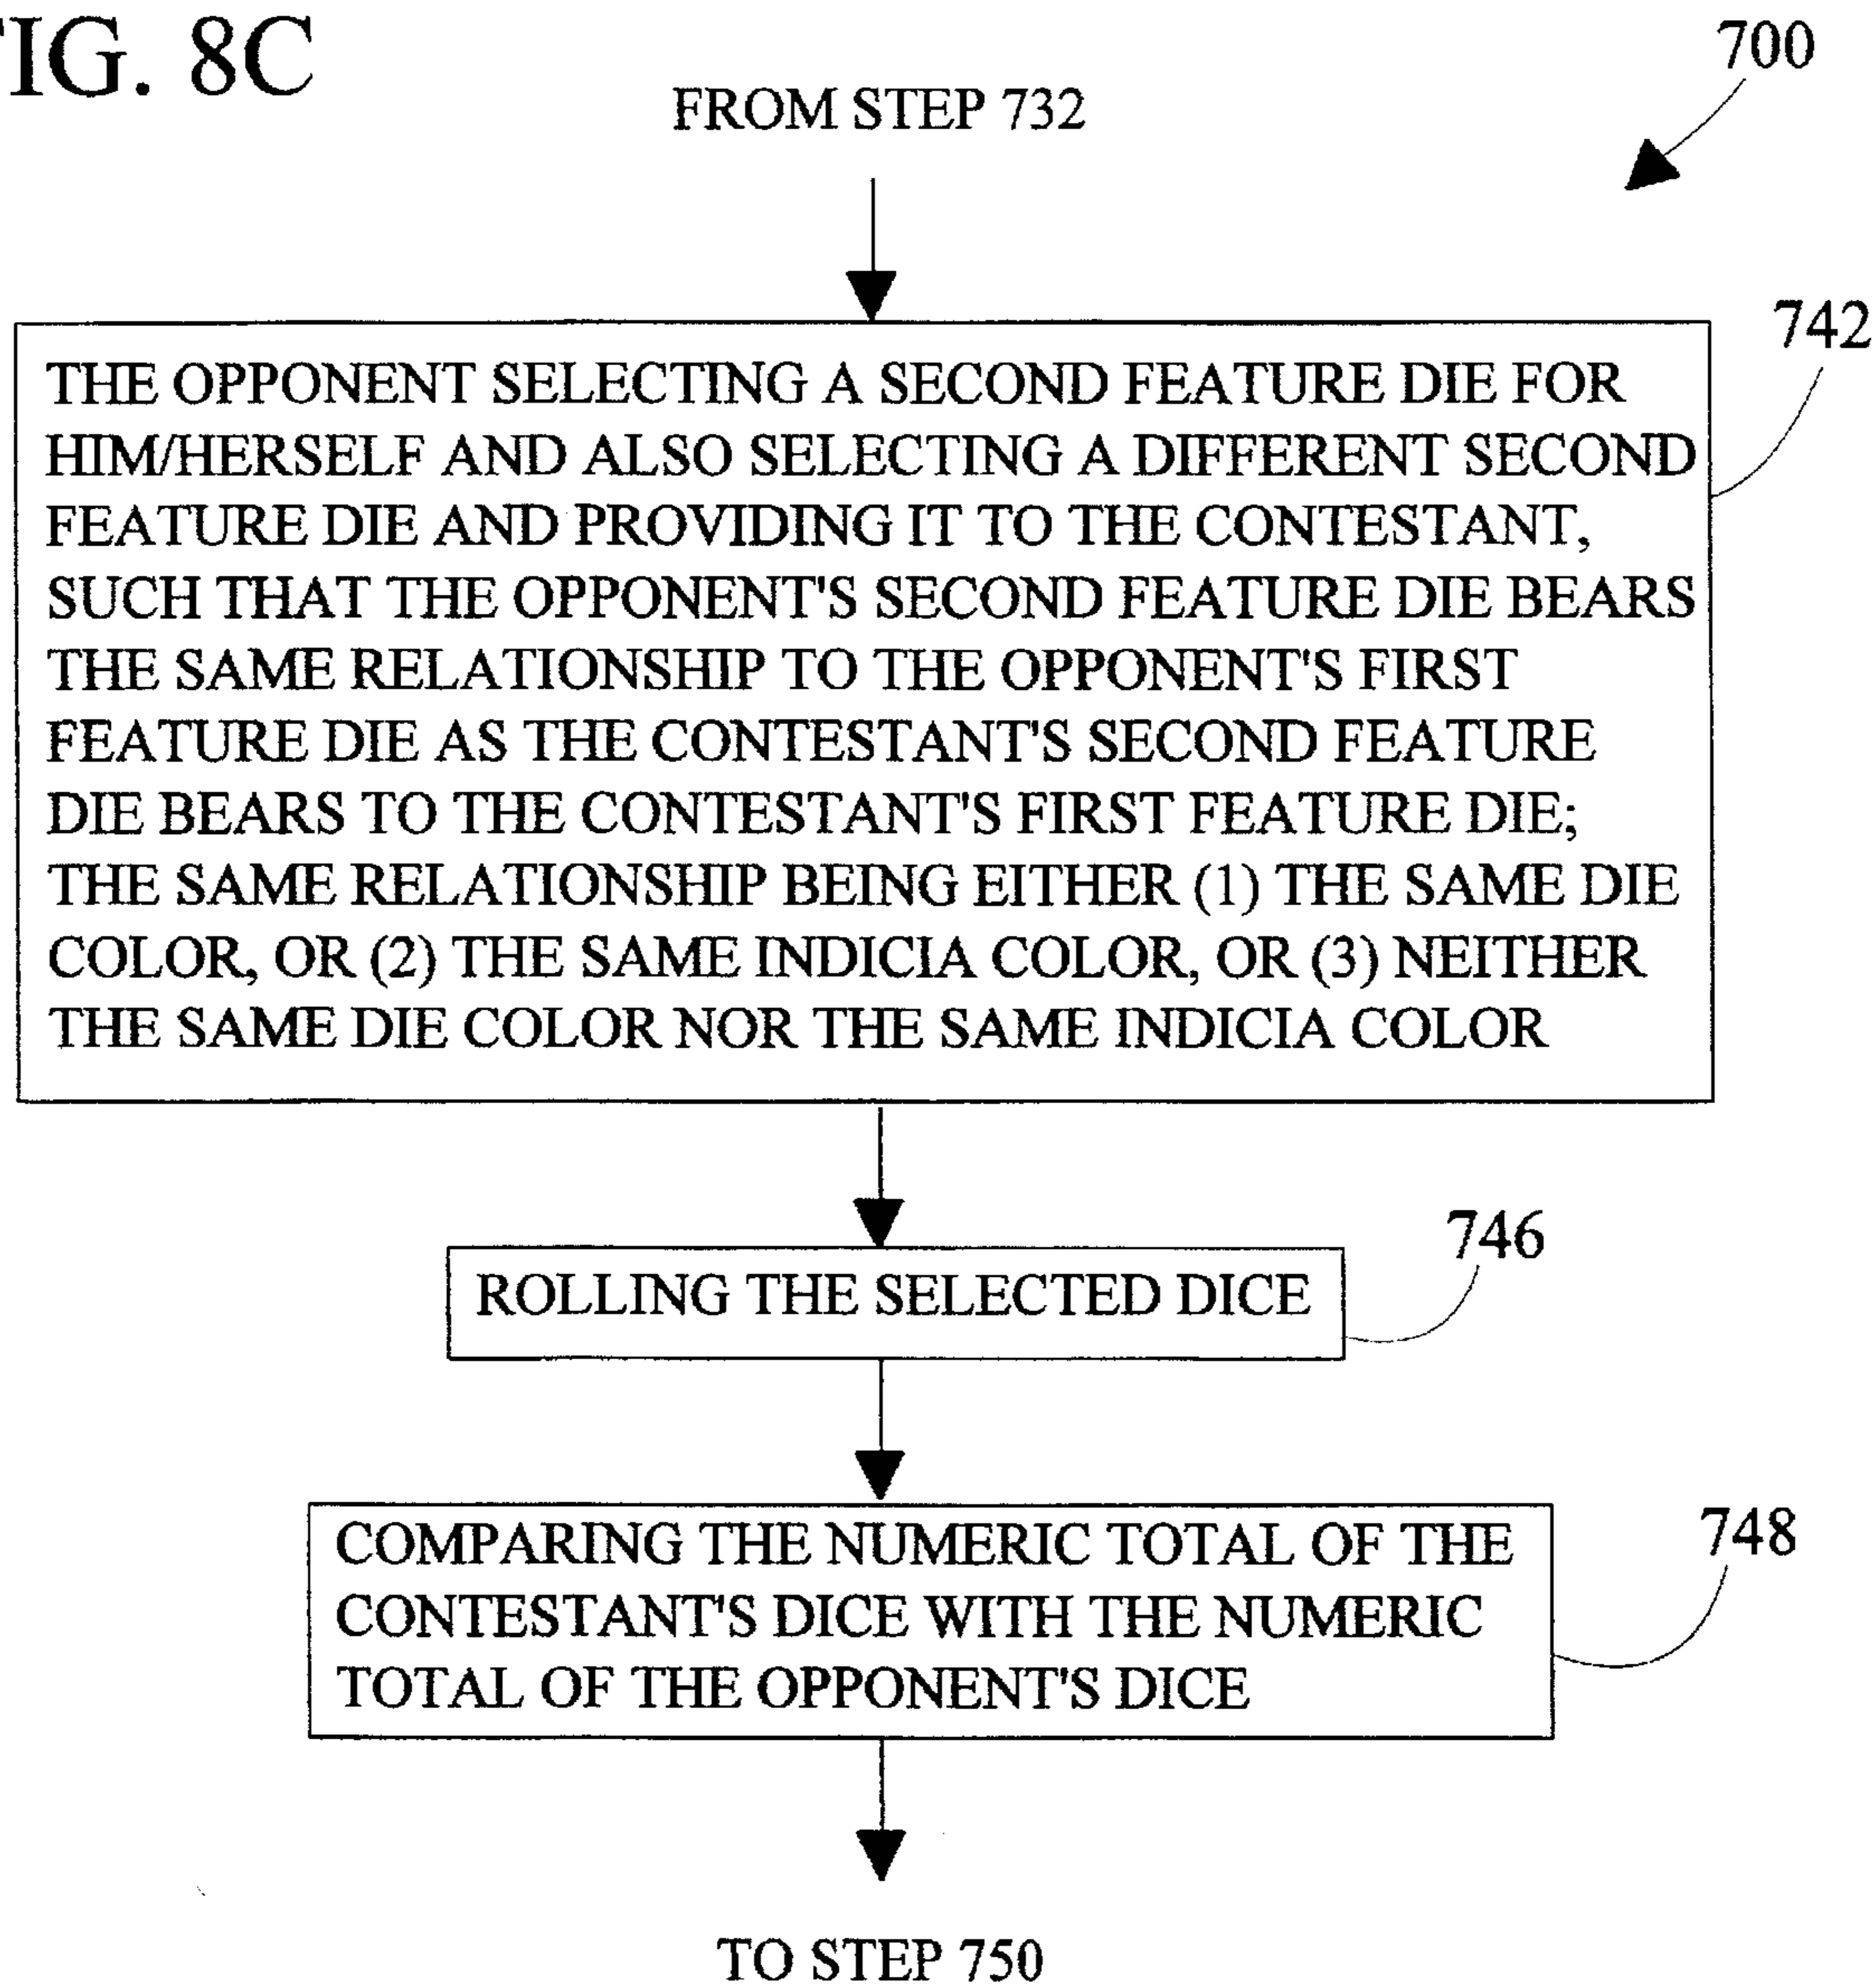 FIG. 8C
700
FROM STEP 732
742
THE OPPONENT SELECTING A SECOND FEATURE DIE FOR
HIM/HERSELF AND ALSO SELECTING A DIFFERENT SECOND
FEATURE DIE AND PROVIDING IT TO THE CONTESTANT,
SUCH THAT THE OPPONENT'S SECOND FEATURE DIE BEARS
THE SAME RELATIONSHIP TO THE OPPONENT'S FIRST
FEATURE DIE AS THE CONTESTANT'S SECOND FEATURE
DIE BEARS TO THE CONTESTANT'S FIRST FEATURE DIE;
THE SAME RELATIONSHIP BEING EITHER (1) THE SAME DIE
COLOR, OR (2) THE SAME INDICIA COLOR, OR (3) NEITHER
THE SAME DIE COLOR NOR THE SAME INDICIA COLOR
746
ROLLING THE SELECTED DICE
748
COMPARING THE NUMERIC TOTAL OF THE
CONTESTANT'S DICE WITH THE NUMERIC
TOTAL OF THE OPPONENT'S DICE
TO STEP 750